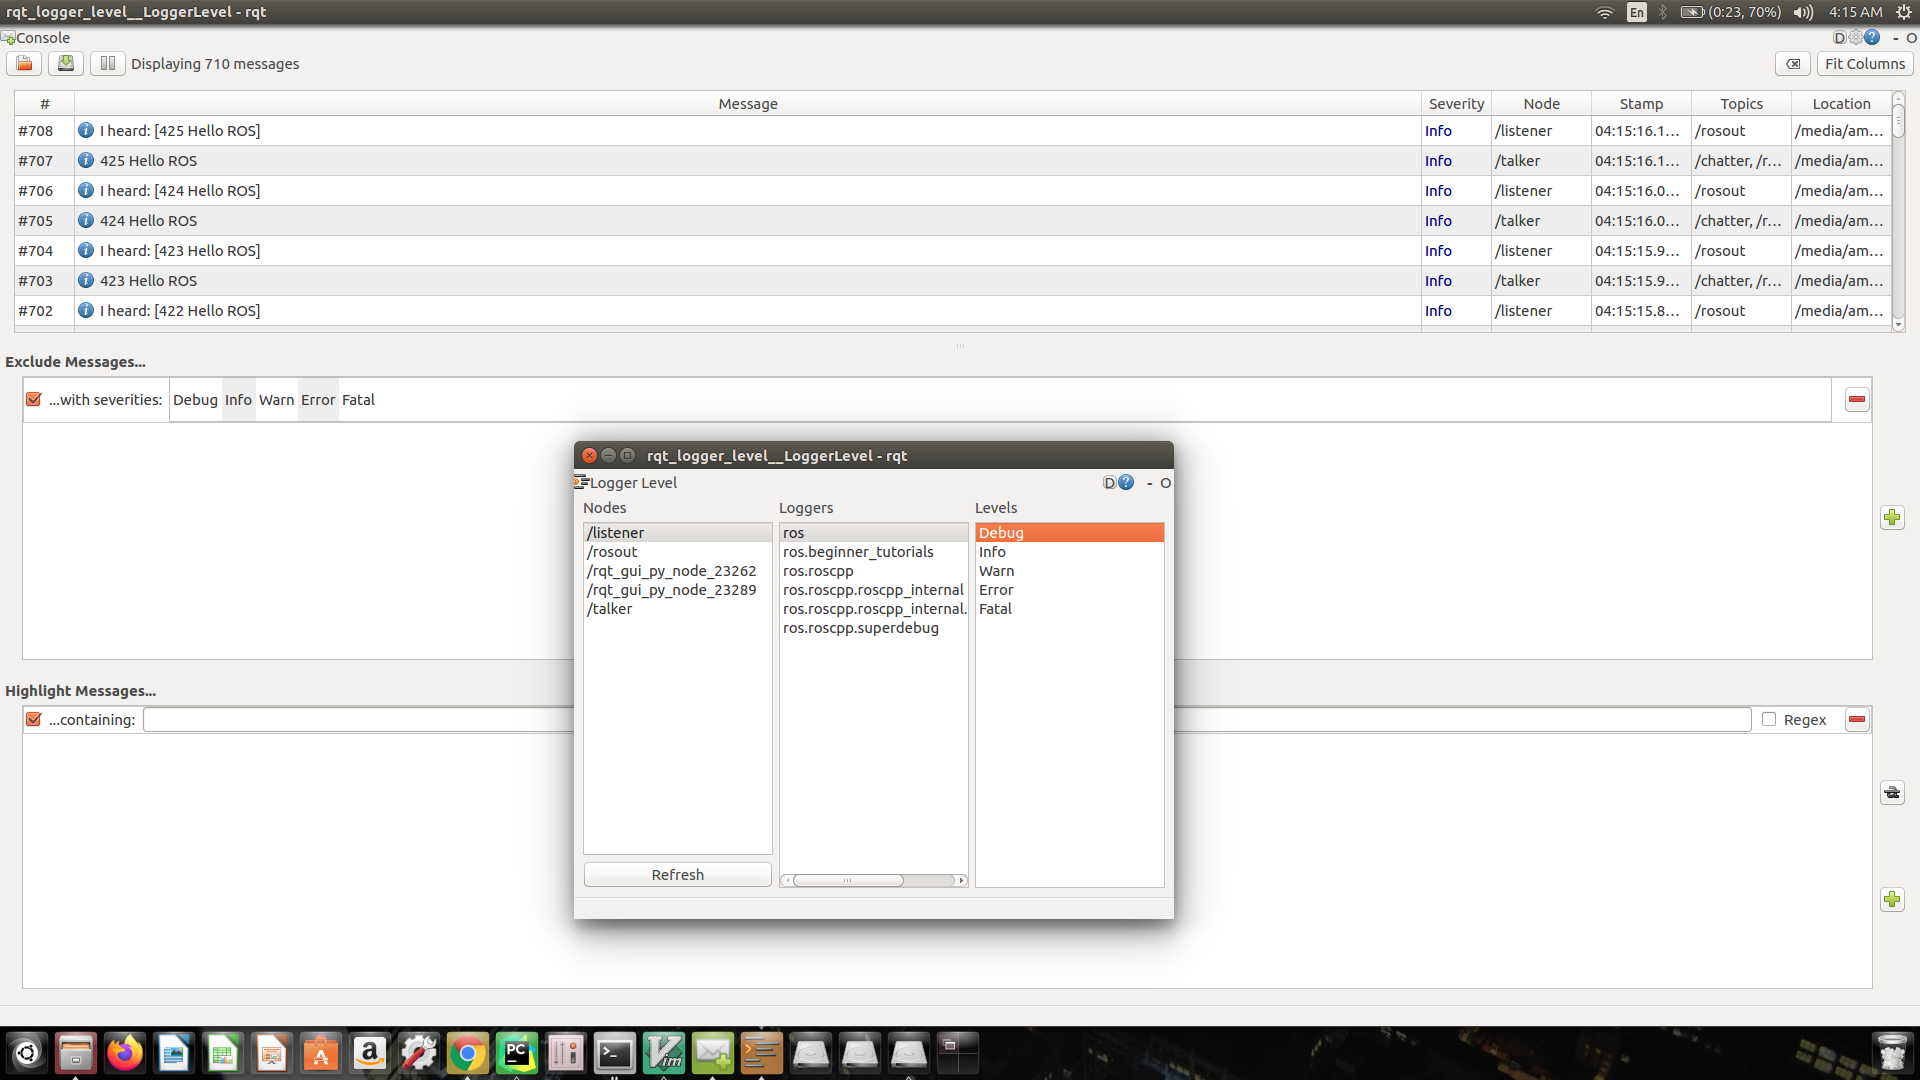 rqt_logger_level__LoggerLevel - rqt
En (0:23, 70%) 4:15 AM
Console
D - O
Displaying 710 messages
Fit Columns
# Message Severity Node Stamp Topics Location
#708 I heard: [425 Hello ROS] Info /listener 04:15:16.1... /rosout /media/am...
#707 425 Hello ROS Info /talker 04:15:16.1... /chatter, /r... /media/am...
#706 I heard: [424 Hello ROS] Info /listener 04:15:16.0... /rosout /media/am...
#705 424 Hello ROS Info /talker 04:15:16.0... /chatter, /r... /media/am...
#704 I heard: [423 Hello ROS] Info /listener 04:15:15.9... /rosout /media/am...
#703 423 Hello ROS Info /talker 04:15:15.9... /chatter, /r... /media/am...
#702 I heard: [422 Hello ROS] Info /listener 04:15:15.8... /rosout /media/am...
Exclude Messages...
...with severities: Debug Info Warn Error Fatal
rqt_logger_level__LoggerLevel - rqt
Logger Level
D ? - O
Nodes
/listener
/rosout
/rqt_gui_py_node_23262
/rqt_gui_py_node_23289
/talker
Refresh
Loggers
ros
ros.beginner_tutorials
ros.roscpp
ros.roscpp.roscpp_internal
ros.roscpp.roscpp_internal.
ros.roscpp.superdebug
Levels
Debug
Info
Warn
Error
Fatal
Highlight Messages...
...containing:
Regex
PC
Vim